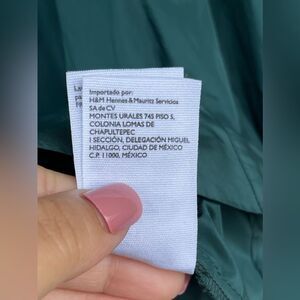 Importado por:
H&M Hennes & Mauritz Servicios
SA de CV
MONTES URALES 745 PISO 5,
COLONIA LOMAS DE
CHAPULTEPEC
I SECCIÓN, DELEGACIÓN MIGUEL
HIDALGO, CIUDAD DE MÉXICO
C.P. 11000, MÉXICO